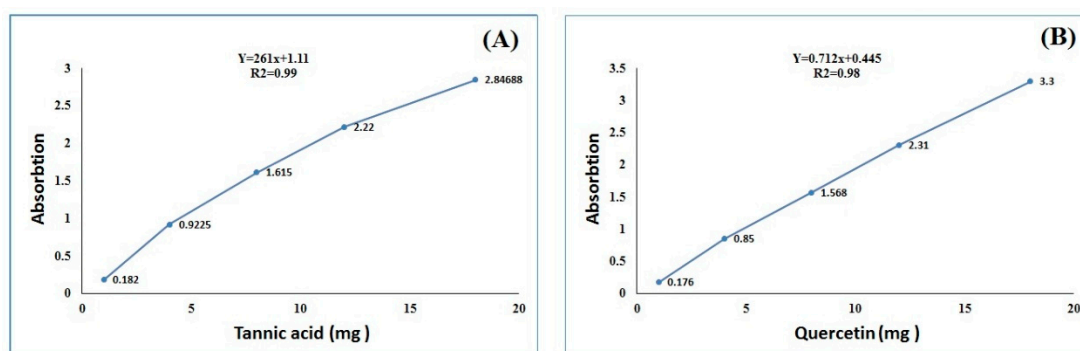 (A)
Y=261x+1.11
R2=0.99
3
2.5
2
1.5
1
0.5
0
Absorbtion
2.84688
2.22
1.615
0.9225
0.182
0 5 10 15 20
Tannic acid (mg )
(B)
Y=0.712x+0.445
R2=0.98
3.5
3
2.5
2
1.5
1
0.5
0
Absorbtion
3.3
2.31
1.568
0.85
0.176
0 5 10 15 20
Quercetin (mg )